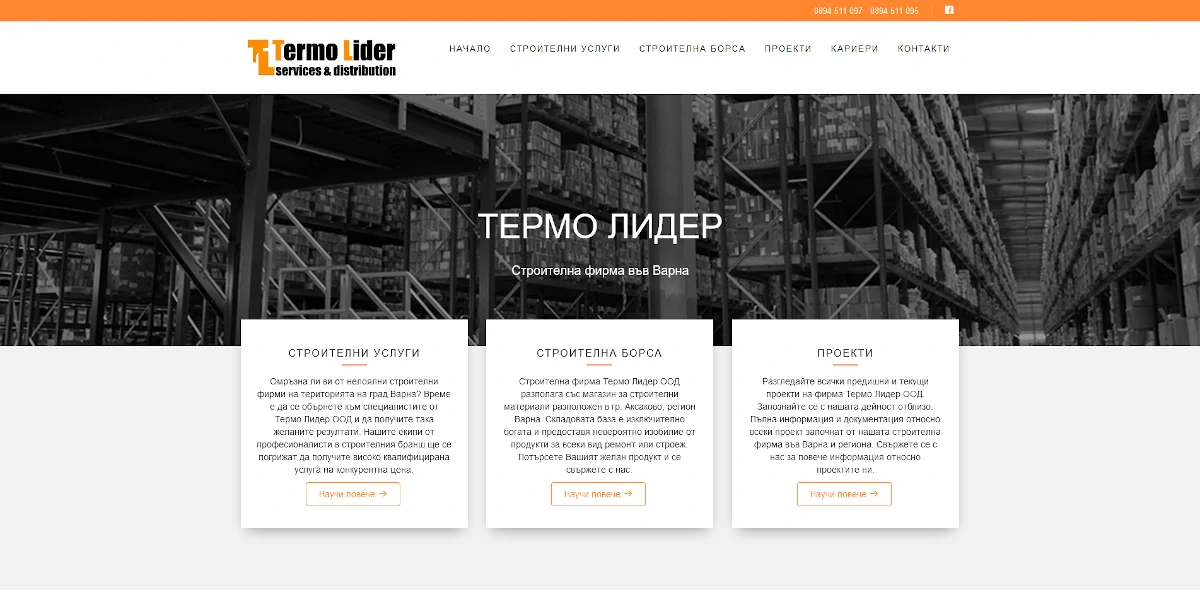 0894 511 097 0894 511 095
Termo Lider
services & distribution
НАЧАЛО СТРОИТЕЛНИ УСЛУГИ СТРОИТЕЛНА БОРСА ПРОЕКТИ КАРИЕРИ КОНТАКТИ
ТЕРМО ЛИДЕР
Строителна фирма във Варна
СТРОИТЕЛНИ УСЛУГИ
Омръзна ли ви от нелоялни строителни
фирми на територията на град Варна? Време
е да се обърнете към специалистите от
Термо Лидер ООД и да получите така
желаните резултати. Нашите екипи от
професионалисти в строителния бранш ще се
погрижат да получите високо квалифицирана
услуга на конкурентна цена.
Научи повече →
СТРОИТЕЛНА БОРСА
Строителна фирма Термо Лидер ООД
разполага със магазин за строителни
материали разположен в гр. Аксаково, регион
Варна. Складовата база е изключително
богата и предоставя невероятно изобилие от
продукти за всеки вид ремонт или строеж.
Потърсете Вашият желан продукт и се
свържете с нас.
Научи повече →
ПРОЕКТИ
Разгледайте всички предишни и текущи
проекти на фирма Термо Лидер ООД.
Запознайте се с нашата дейност отблизо.
Пълна информация и документация относно
всеки проект започнат от нашата строителна
фирма във Варна и региона. Свържете се с
нас за повече информация относно
проектите ни.
Научи повече →